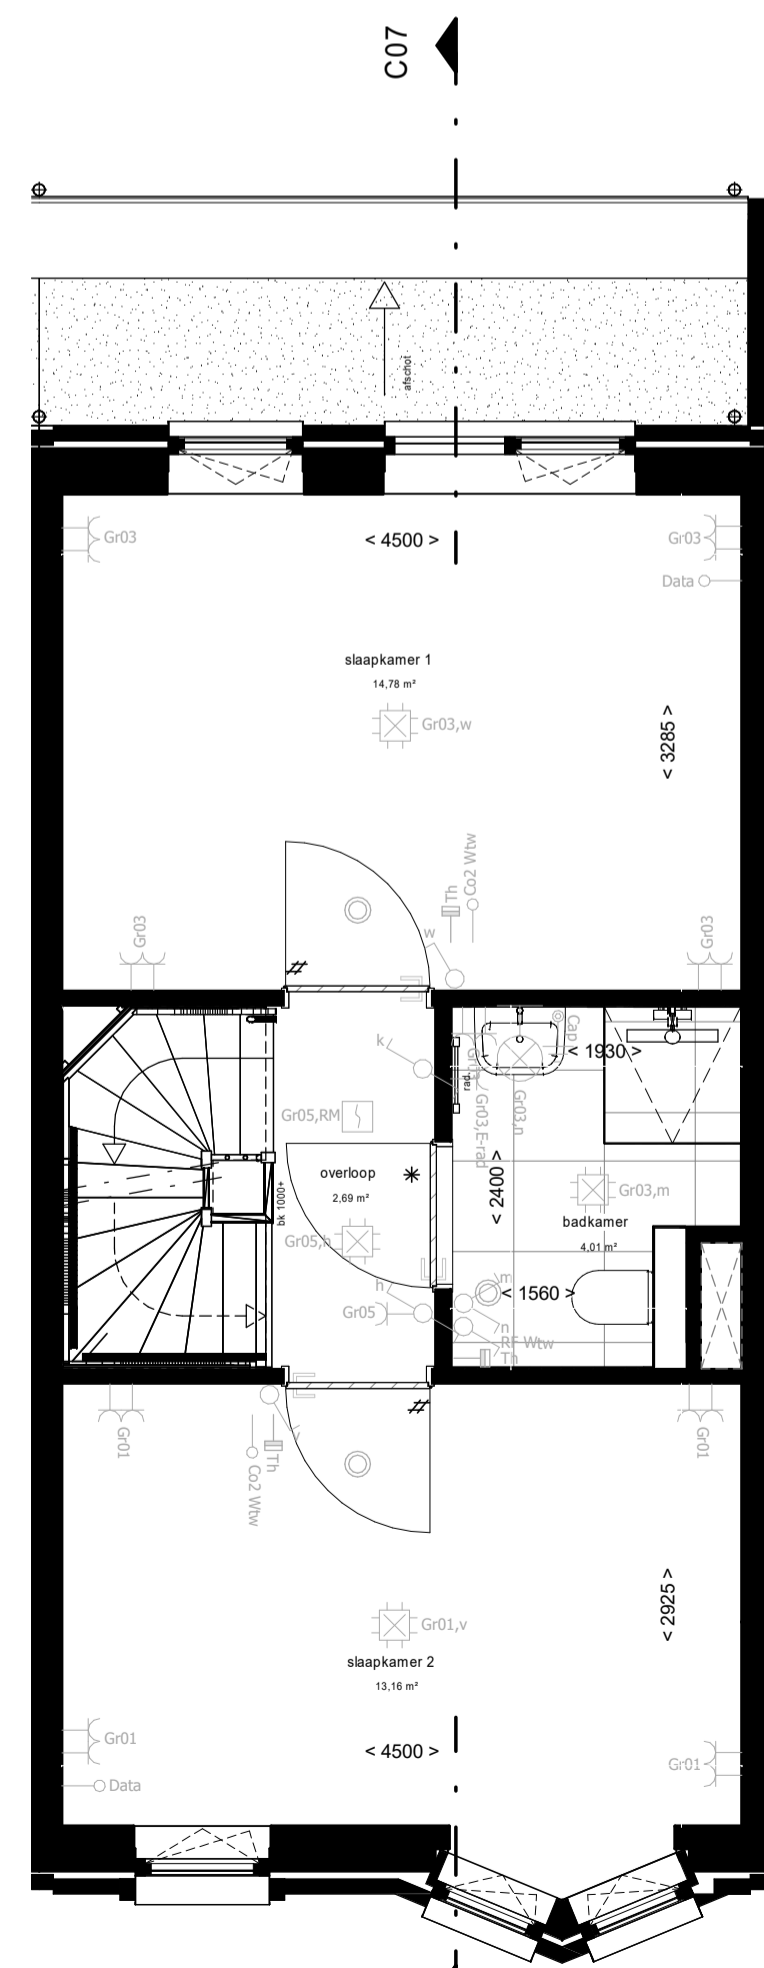 C07
afschot
Gr03
< 4500 >
Gr03
Data
slaapkamer 1
14,78 m²
Gr03,w
< 3285 >
Th
Co2 Wtw
Gr03
w
Gr03
k
Cap
< 1930 >
rad.
Gr03,E-rad
Gr03,n
Gr05,RM
overloop
2,69 m²
bk 1000+
< 2400 >
Gr03,m
badkamer
4,01 m²
Gr05,h
h
m
< 1560 >
Gr05
n
RF Wtw
Th
Gr01
v
Gr01
Th
Co2 Wtw
< 2925 >
Gr01,v
slaapkamer 2
13,16 m²
Gr01
< 4500 >
Gr01
Data